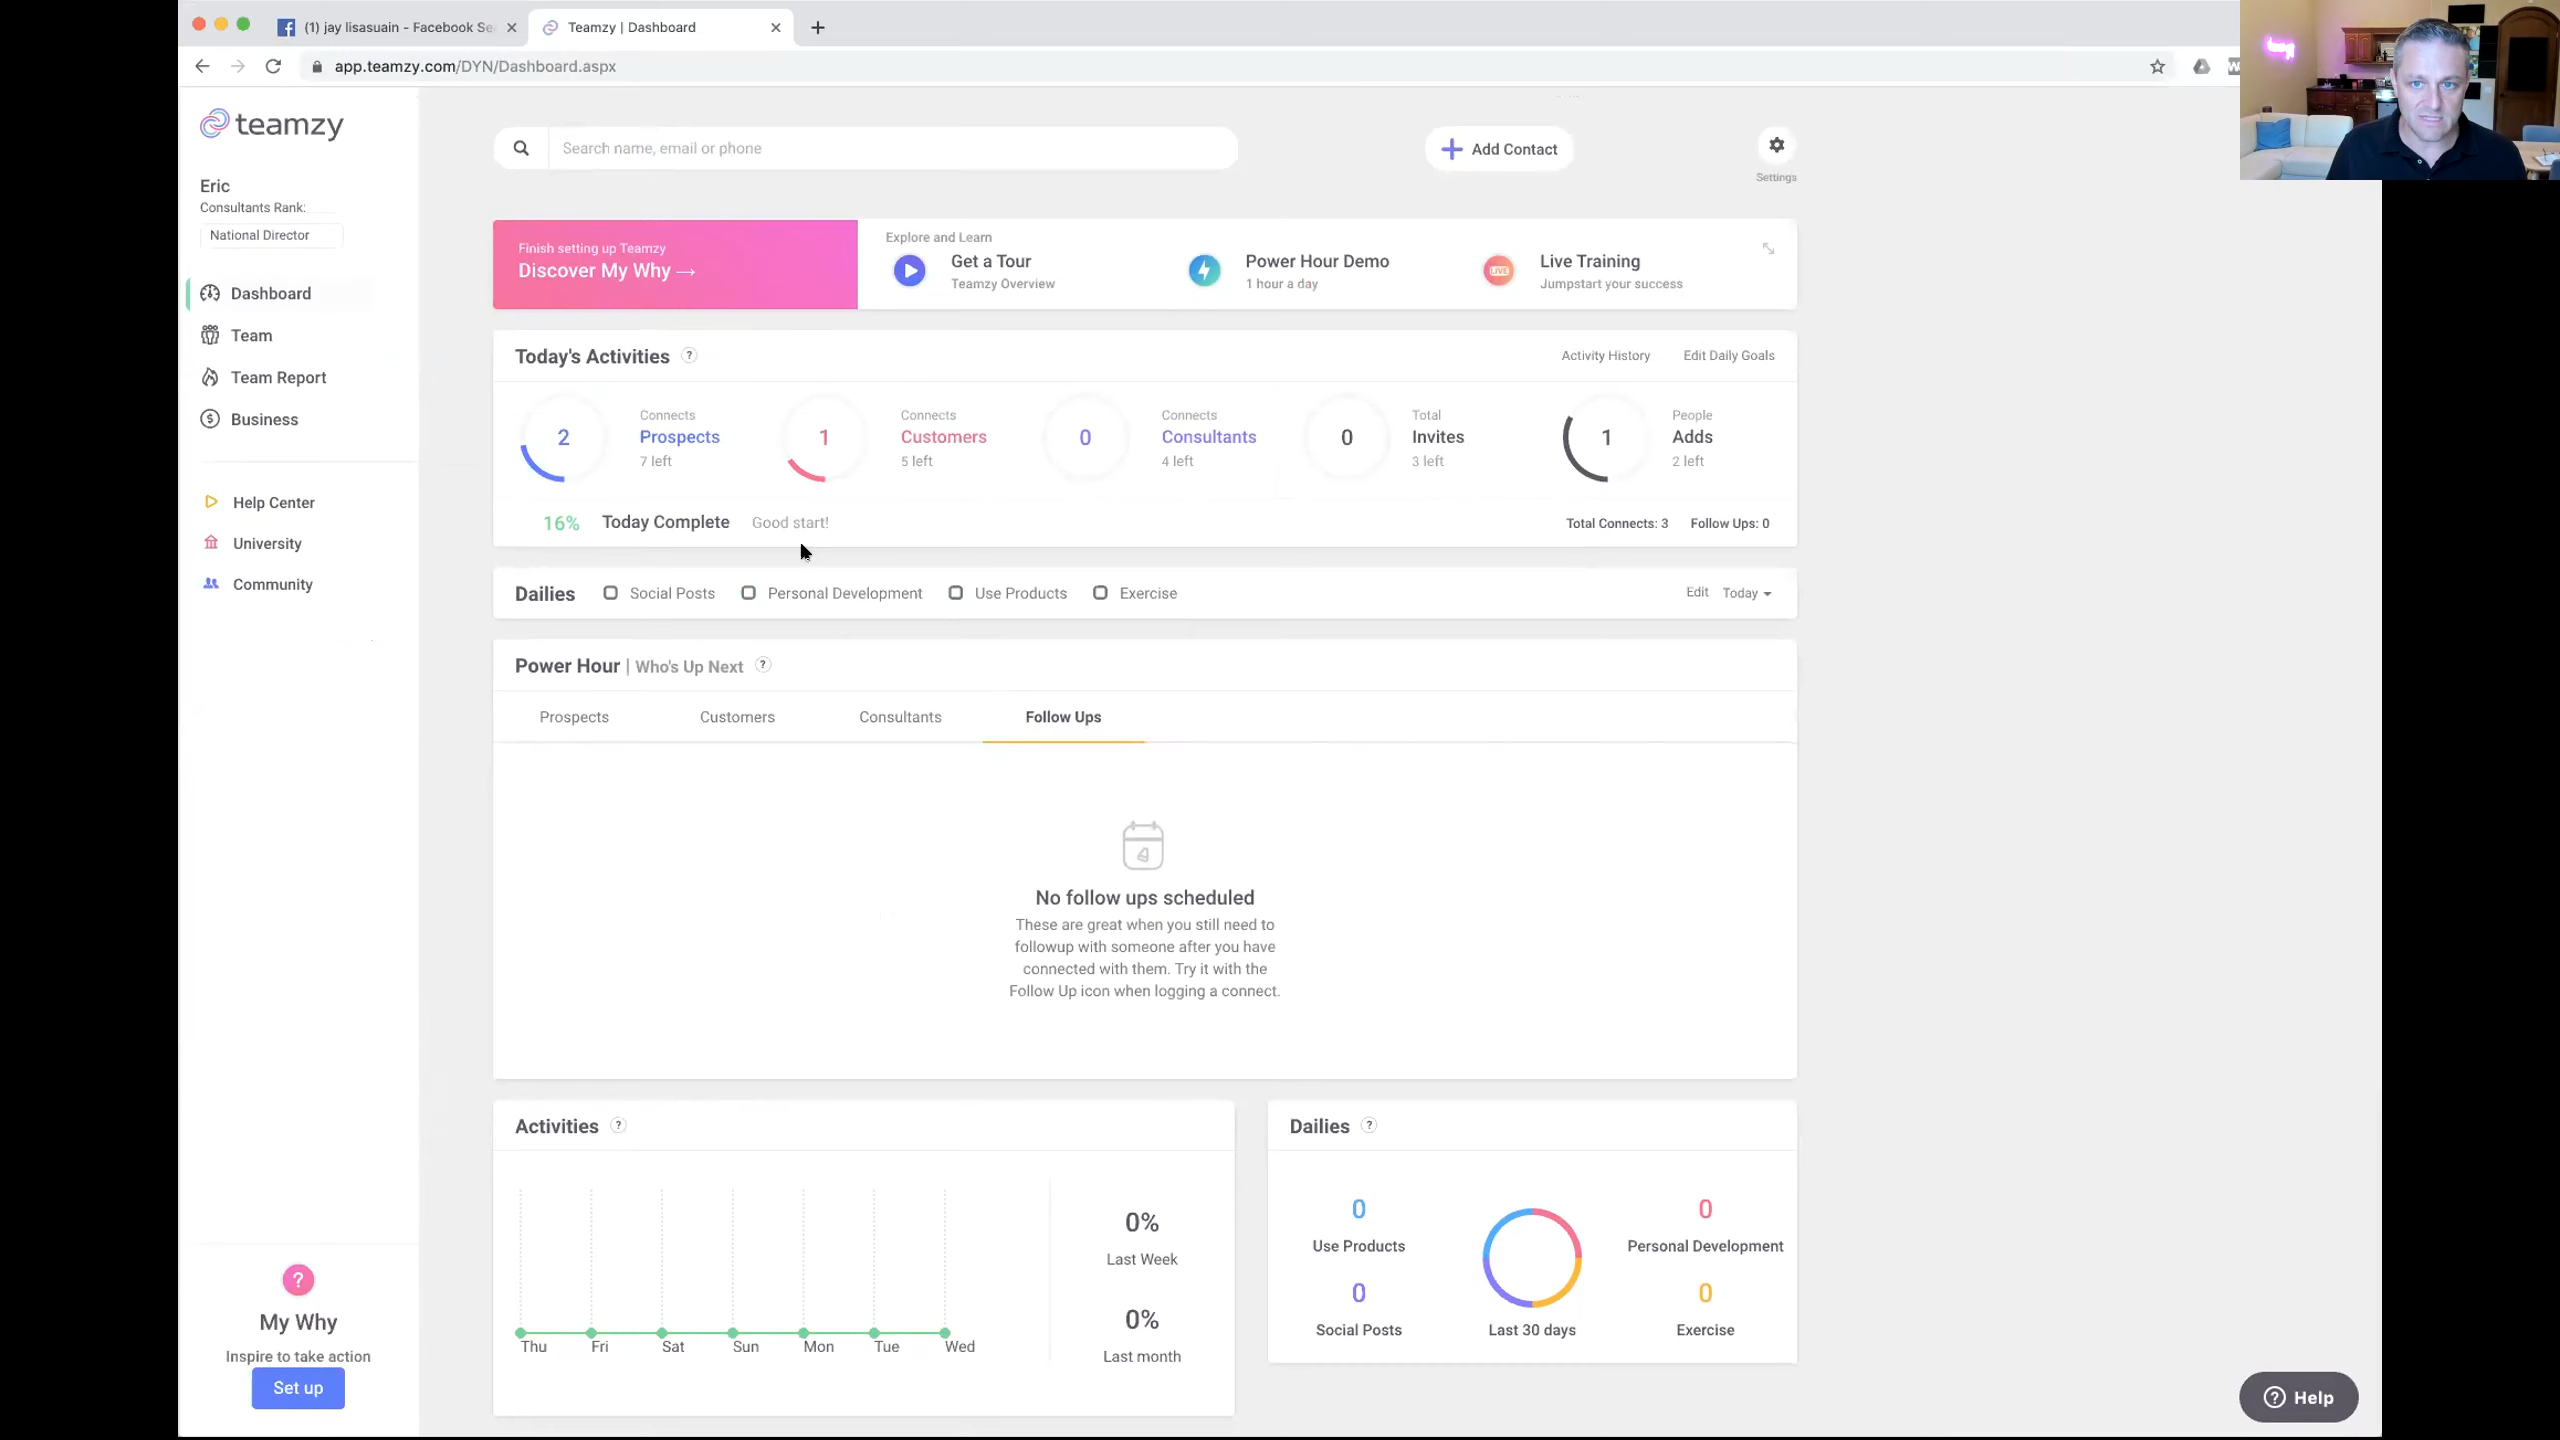 (1) jay lisasuain - Facebook Se
Teamzy | Dashboard
app.teamzy.com/DYN/Dashboard.aspx
teamzy
Eric
Consultants Rank:
National Director
Dashboard
Team
Team Report
Business
Help Center
University
Community
My Why
Inspire to take action
Set up
Search name, email or phone
Add Contact
Settings
Finish setting up Teamzy
Discover My Why →
Explore and Learn
Get a Tour
Teamzy Overview
Power Hour Demo
1 hour a day
LIVE
Live Training
Jumpstart your success
Today's Activities ?
Activity History
Edit Daily Goals
2
Connects
Prospects
7 left
1
Connects
Customers
5 left
0
Connects
Consultants
4 left
0
Total
Invites
3 left
1
People
Adds
2 left
16% Today Complete Good start!
Total Connects: 3 Follow Ups: 0
Dailies Social Posts Personal Development Use Products Exercise Edit Today
Power Hour | Who's Up Next ?
Prospects Customers Consultants Follow Ups
No follow ups scheduled
These are great when you still need to
followup with someone after you have
connected with them. Try it with the
Follow Up icon when logging a connect.
Activities ?
Thu Fri Sat Sun Mon Tue Wed
0%
Last Week
0%
Last month
Dailies ?
0
Use Products
0
Personal Development
0
Social Posts
Last 30 days
0
Exercise
? Help